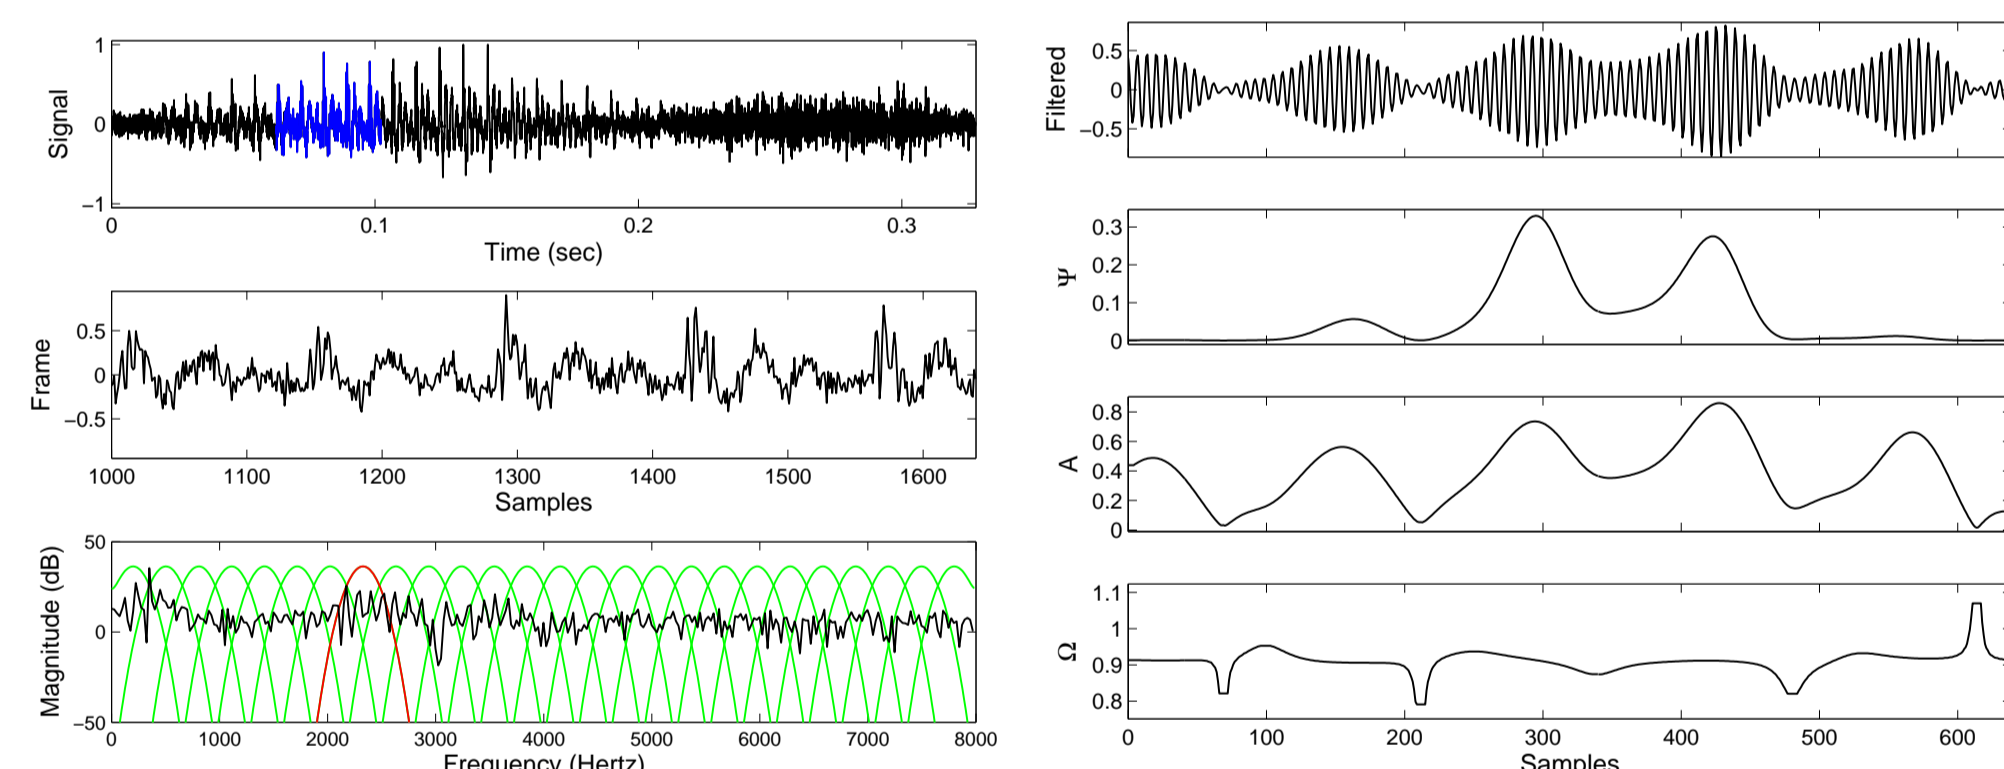 Signal
1
0
−1
0 0.1 0.2 0.3
Time (sec)
Frame
0.5
0
−0.5
1000 1100 1200 1300 1400 1500 1600
Samples
Magnitude (dB)
50
0
−50
0 1000 2000 3000 4000 5000 6000 7000 8000
Frequency (Hertz)
Filtered
0.5
0
−0.5
Ψ
0.3
0.2
0.1
0
A
0.8
0.6
0.4
0.2
0
Ω
1.1
1
0.9
0.8
0 100 200 300 400 500 600
Samples